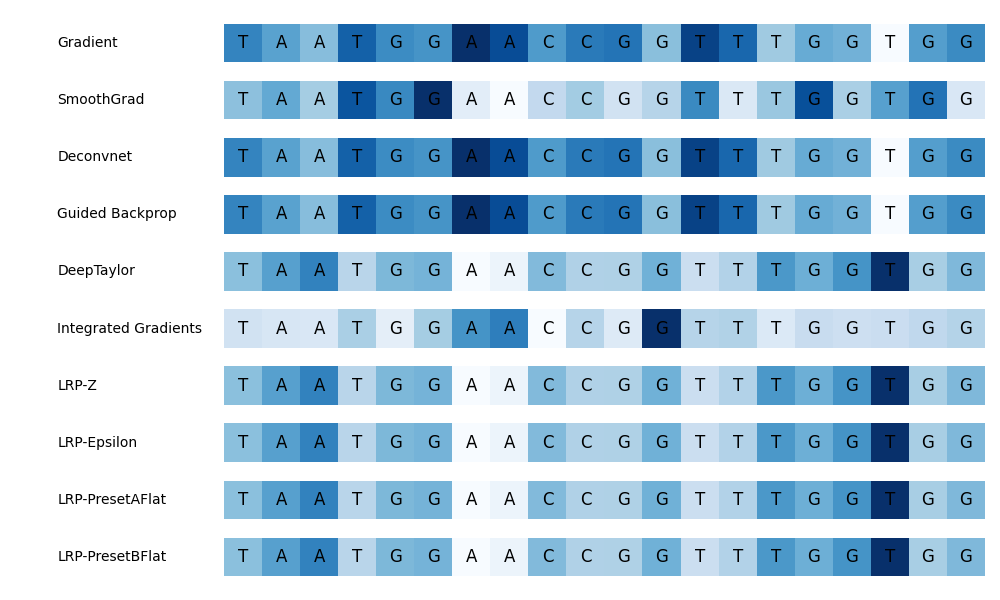 Gradient T A A T G G A A C C G G T T T G G T G G
SmoothGrad T A A T G G A A C C G G T T T G G T G G
Deconvnet T A A T G G A A C C G G T T T G G T G G
Guided Backprop T A A T G G A A C C G G T T T G G T G G
DeepTaylor T A A T G G A A C C G G T T T G G T G G
Integrated Gradients T A A T G G A A C C G G T T T G G T G G
LRP-Z T A A T G G A A C C G G T T T G G T G G
LRP-Epsilon T A A T G G A A C C G G T T T G G T G G
LRP-PresetAFlat T A A T G G A A C C G G T T T G G T G G
LRP-PresetBFlat T A A T G G A A C C G G T T T G G T G G